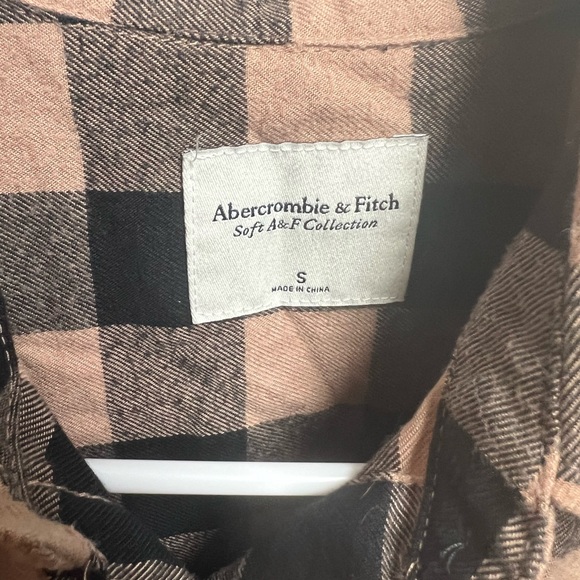 Abercrombie & Fitch
Soft A&F Collection
S
MADE IN CHINA